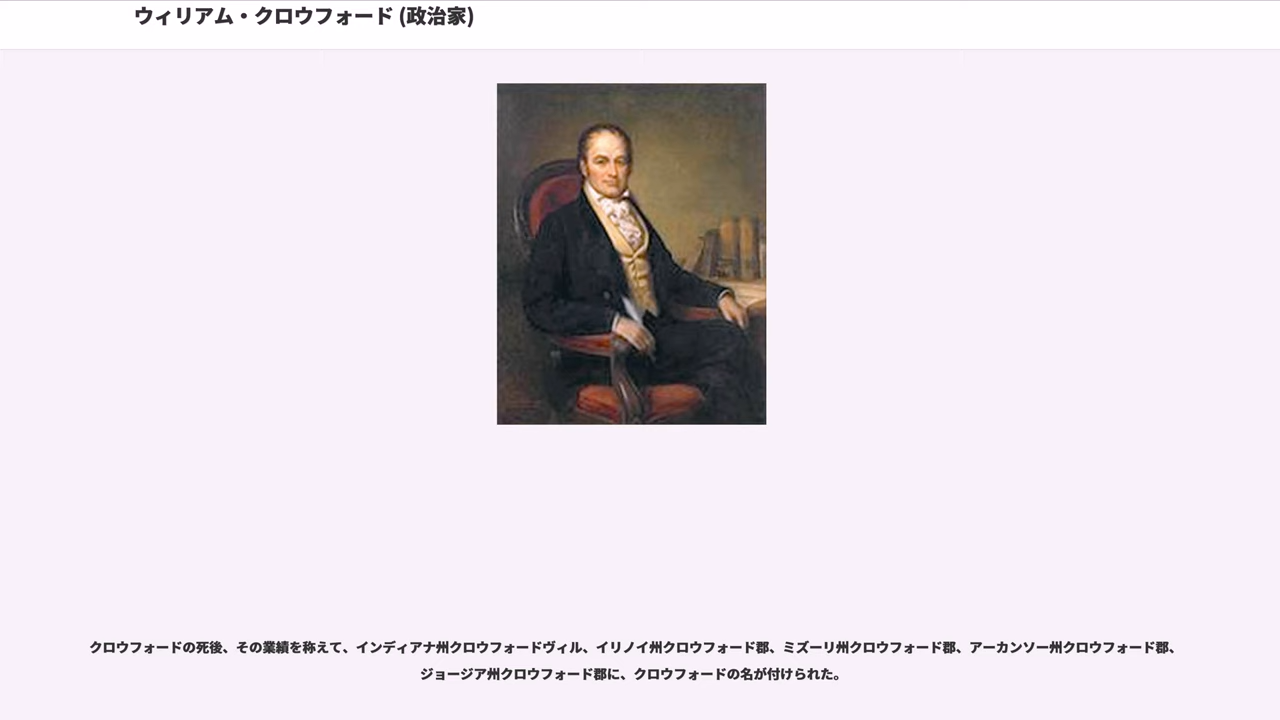 ウィリアム・クロウフォード (政治家)
クロウフォードの死後、その業績を称えて、インディアナ州クロウフォードヴィル、イリノイ州クロウフォード郡、ミズーリ州クロウフォード郡、アーカンソー州クロウフォード郡、
ジョージア州クロウフォード郡に、クロウフォードの名が付けられた。